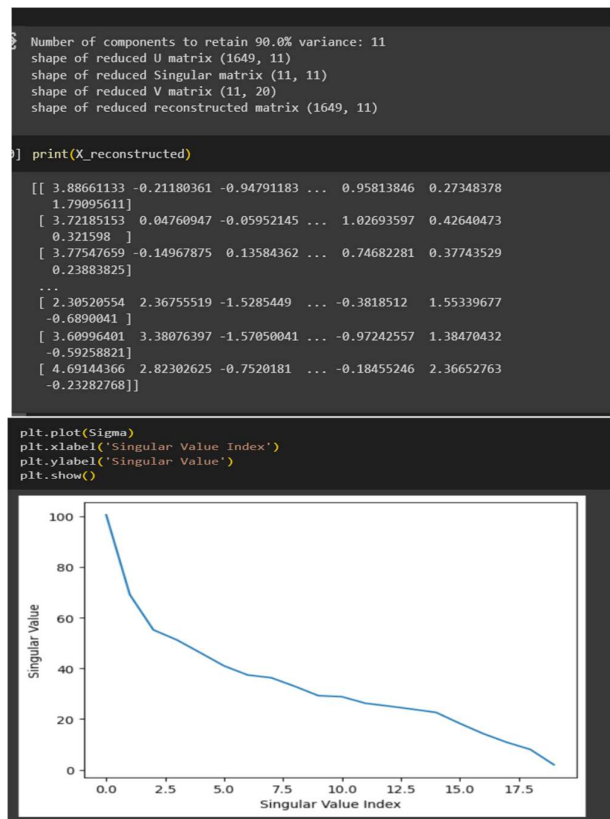 Number of components to retain 90.0% variance: 11
shape of reduced U matrix (1649, 11)
shape of reduced Singular matrix (11, 11)
shape of reduced V matrix (11, 20)
shape of reduced reconstructed matrix (1649, 11)
] print(X_reconstructed)
[[ 3.88661133 -0.21180361 -0.94791183 ... 0.95813846 0.27348378
1.79095611]
[ 3.72185153 0.04760947 -0.05952145 ... 1.02693597 0.42640473
0.321598 ]
[ 3.77547659 -0.14967875 0.13584362 ... 0.74682281 0.37743529
0.23883825]
...
[ 2.30520554 2.36755519 -1.5285449 ... -0.3818512 1.55339677
-0.6890041 ]
[ 3.60996401 3.38076397 -1.57050041 ... -0.97242557 1.38470432
-0.59258821]
[ 4.69144366 2.82302625 -0.7520181 ... -0.18455246 2.36652763
-0.23282768]]
plt.plot(Sigma)
plt.xlabel('Singular Value Index')
plt.ylabel('Singular Value')
plt.show()
100
80
60
40
20
0
Singular Value
0.0 2.5 5.0 7.5 10.0 12.5 15.0 17.5
Singular Value Index